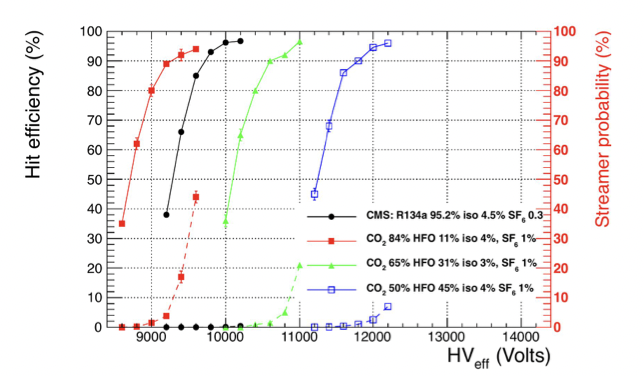 Hit efficiency (%)
100
90
80
70
60
50
40
30
20
10
0
9000 10000 11000 12000 13000 14000
HVeff (Volts)
100
90
80
70
60
50
40
30
20
10
0
Streamer probability (%)
CMS: R134a 95.2% iso 4.5% SF6 0.3
CO2 84% HFO 11% iso 4%, SF6 1%
CO2 65% HFO 31% iso 3%, SF6 1%
CO2 50% HFO 45% iso 4% SF6 1%